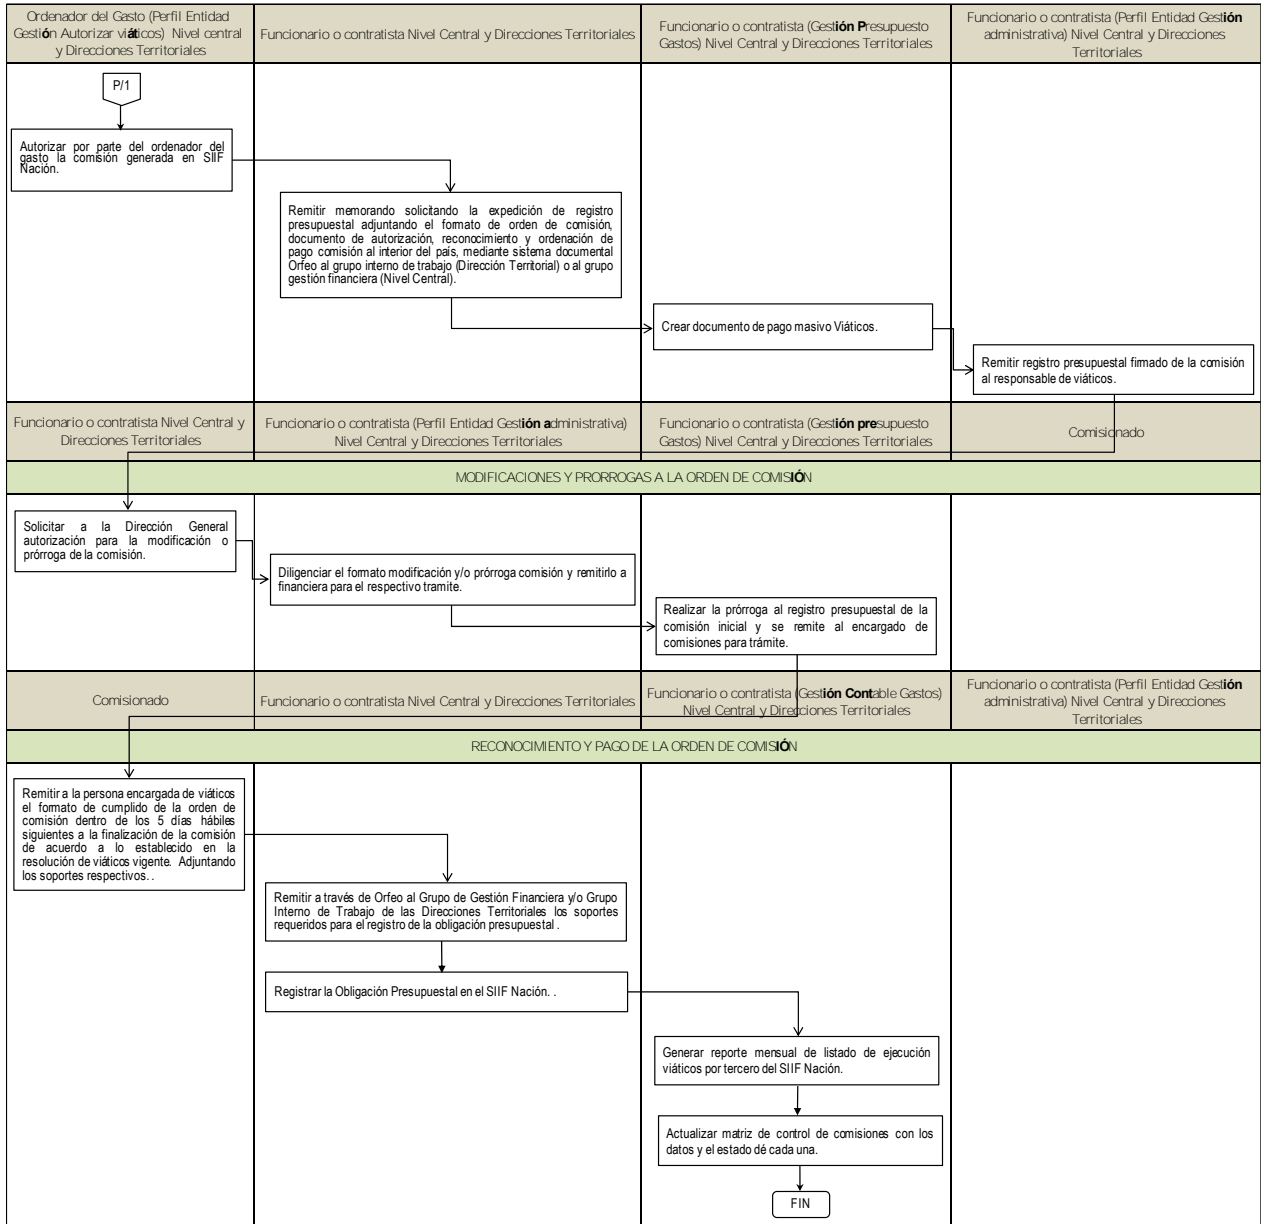 Ordenador del Gasto (Perfil Entidad
Gestión Autorizar viáticos) Nivel central
y Direcciones Territoriales
Funcionario o contratista Nivel Central y Direcciones Territoriales
Funcionario o contratista (Gestión Presupuesto
Gastos) Nivel Central y Direcciones Territoriales
Funcionario o contratista (Perfil Entidad Gestión
administrativa) Nivel Central y Direcciones
Territoriales
P/1
Autorizar por parte del ordenador del
gasto la comisión generada en SIIF
Nación.
Remitir memorando solicitando la expedición de registro
presupuestal adjuntando el formato de orden de comisión,
documento de autorización, reconocimiento y ordenación de
pago comisión al interior del país, mediante sistema documental
Orfeo al grupo interno de trabajo (Dirección Territorial) o al grupo
gestión financiera (Nivel Central).
Crear documento de pago masivo Viáticos.
Remitir registro presupuestal firmado de la comisión
al responsable de viáticos.
Funcionario o contratista Nivel Central y
Direcciones Territoriales
Funcionario o contratista (Perfil Entidad Gestión administrativa)
Nivel Central y Direcciones Territoriales
Funcionario o contratista (Gestión presupuesto
Gastos) Nivel Central y Direcciones Territoriales
Comisionado
MODIFICACIONES Y PRORROGAS A LA ORDEN DE COMISIÓN
Solicitar a la Dirección General
autorización para la modificación o
prórroga de la comisión.
Diligenciar el formato modificación y/o prórroga comisión y remitirlo a
financiera para el respectivo tramite.
Realizar la prórroga al registro presupuestal de la
comisión inicial y se remite al encargado de
comisiones para trámite.
Comisionado
Funcionario o contratista Nivel Central y Direcciones Territoriales
Funcionario o contratista (Gestión Contable Gastos)
Nivel Central y Direcciones Territoriales
Funcionario o contratista (Perfil Entidad Gestión
administrativa) Nivel Central y Direcciones
Territoriales
RECONOCIMIENTO Y PAGO DE LA ORDEN DE COMISIÓN
Remitir a la persona encargada de viáticos
el formato de cumplido de la orden de
comisión dentro de los 5 días hábiles
siguientes a la finalización de la comisión
de acuerdo a lo establecido en la
resolución de viáticos vigente. Adjuntando
los soportes respectivos. .
Remitir a través de Orfeo al Grupo de Gestión Financiera y/o Grupo
Interno de Trabajo de las Direcciones Territoriales los soportes
requeridos para el registro de la obligación presupuestal .
Registrar la Obligación Presupuestal en el SIIF Nación. .
Generar reporte mensual de listado de ejecución
viáticos por tercero del SIIF Nación.
Actualizar matriz de control de comisiones con los
datos y el estado dé cada una.
FIN